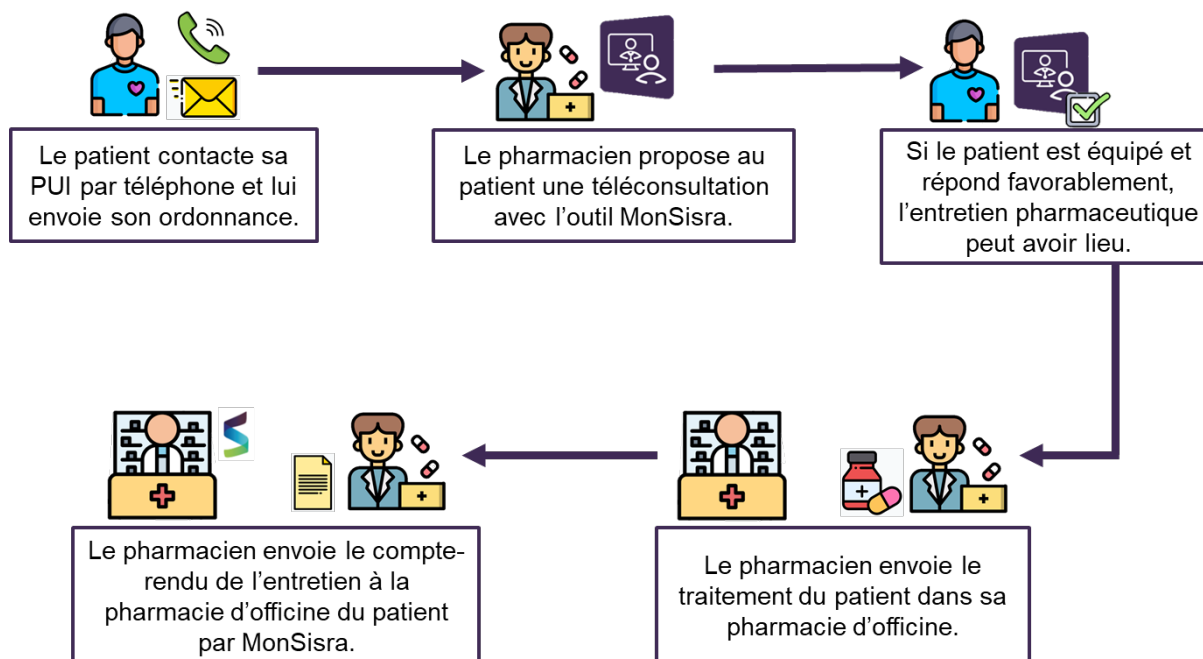 Le patient contacte sa
PUI par téléphone et lui
envoie son ordonnance.
Le pharmacien propose au
patient une téléconsultation
avec l’outil MonSisra.
Si le patient est équipé et
répond favorablement,
l’entretien pharmaceutique
peut avoir lieu.
Le pharmacien envoie le
traitement du patient dans sa
pharmacie d’officine.
Le pharmacien envoie le compte-
rendu de l’entretien à la
pharmacie d’officine du patient
par MonSisra.